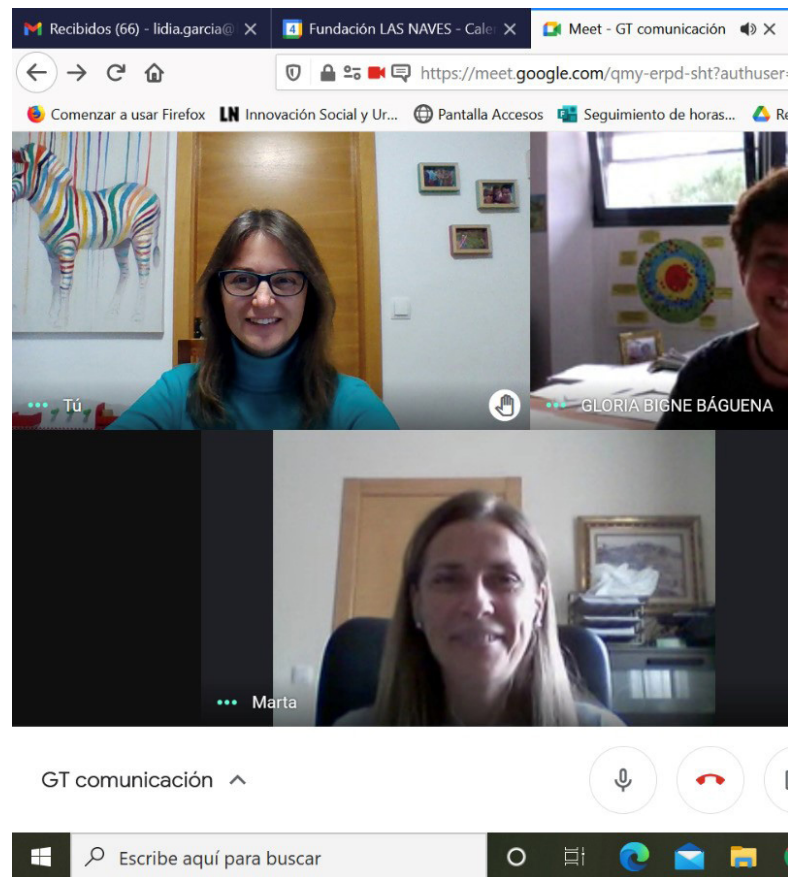 Recibidos (66) - lidia.garcia@
Fundación LAS NAVES - Cale
Meet - GT comunicación
https://meet.google.com/qmy-erpd-sht?authuser=
Comenzar a usar Firefox
LN Innovación Social y Ur...
Pantalla Accesos
Seguimiento de horas...
Re
Tú
GLORIA BIGNE BÁGUENA
Marta
GT comunicación
Escribe aquí para buscar